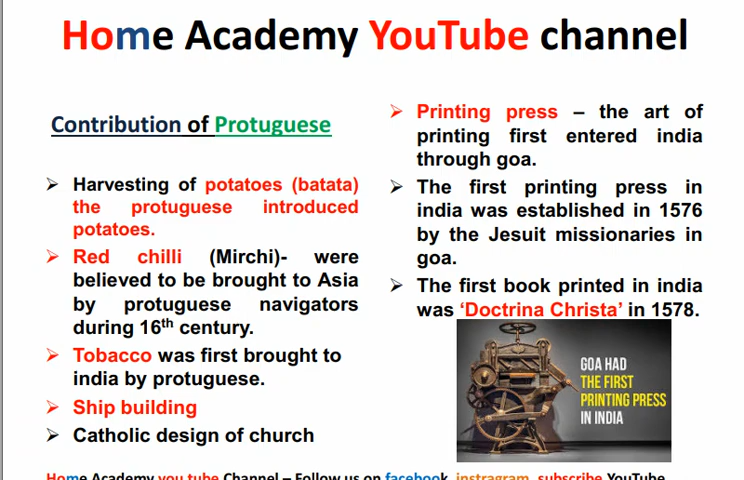 Home Academy YouTube channel
Contribution of Protuguese
➢ Harvesting of potatoes (batata)
the protuguese introduced
potatoes.
➢ Red chilli (Mirchi)- were
believed to be brought to Asia
by protuguese navigators
during 16th century.
➢ Tobacco was first brought to
india by protuguese.
➢ Ship building
➢ Catholic design of church
➢ Printing press – the art of
printing first entered india
through goa.
➢ The first printing press in
india was established in 1576
by the Jesuit missionaries in
goa.
➢ The first book printed in india
was ‘Doctrina Christa’ in 1578.
GOA HAD
THE FIRST
PRINTING PRESS
IN INDIA
Home Academy you tube Channel – Follow us on facebook, instragram, subscribe YouTube